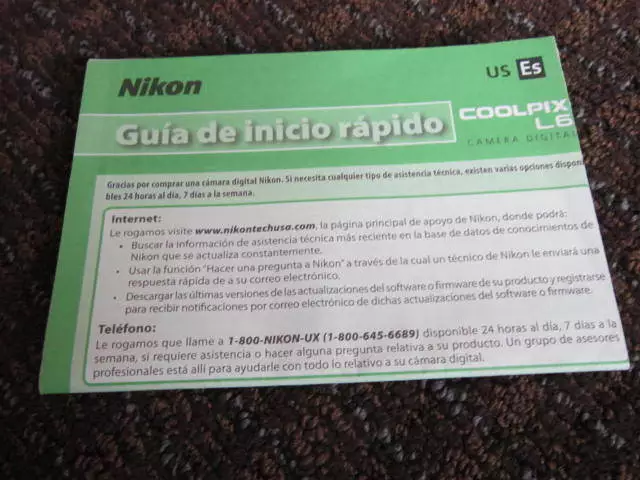 Nikon
US Es
Guía de inicio rápido
COOLPIX
L6
CAMERA DIGITAL
Gracias por comprar una cámara digital Nikon. Si necesita cualquier tipo de asistencia técnica, existen varias opciones disponi-
bles 24 horas al día, 7 días a la semana.
Internet:
Le rogamos visite www.nikontechusa.com, la página principal de apoyo de Nikon, donde podrá:
• Buscar la información de asistencia técnica más reciente en la base de datos de conocimientos de
Nikon que se actualiza constantemente.
• Usar la función "Hacer una pregunta a Nikon" a través de la cual un técnico de Nikon le enviará una
respuesta rápida de a su correo electrónico.
• Descargar las últimas versiones de las actualizaciones del software o firmware de su producto y registrarse
para recibir notificaciones por correo electrónico de dichas actualizaciones del software o firmware.
Teléfono:
Le rogamos que llame a 1-800-NIKON-UX (1-800-645-6689) disponible 24 horas al día, 7 días a la
semana, si requiere asistencia o hacer alguna pregunta relativa a su producto. Un grupo de asesores
profesionales está allí para ayudarle con todo lo relativo a su cámara digital.